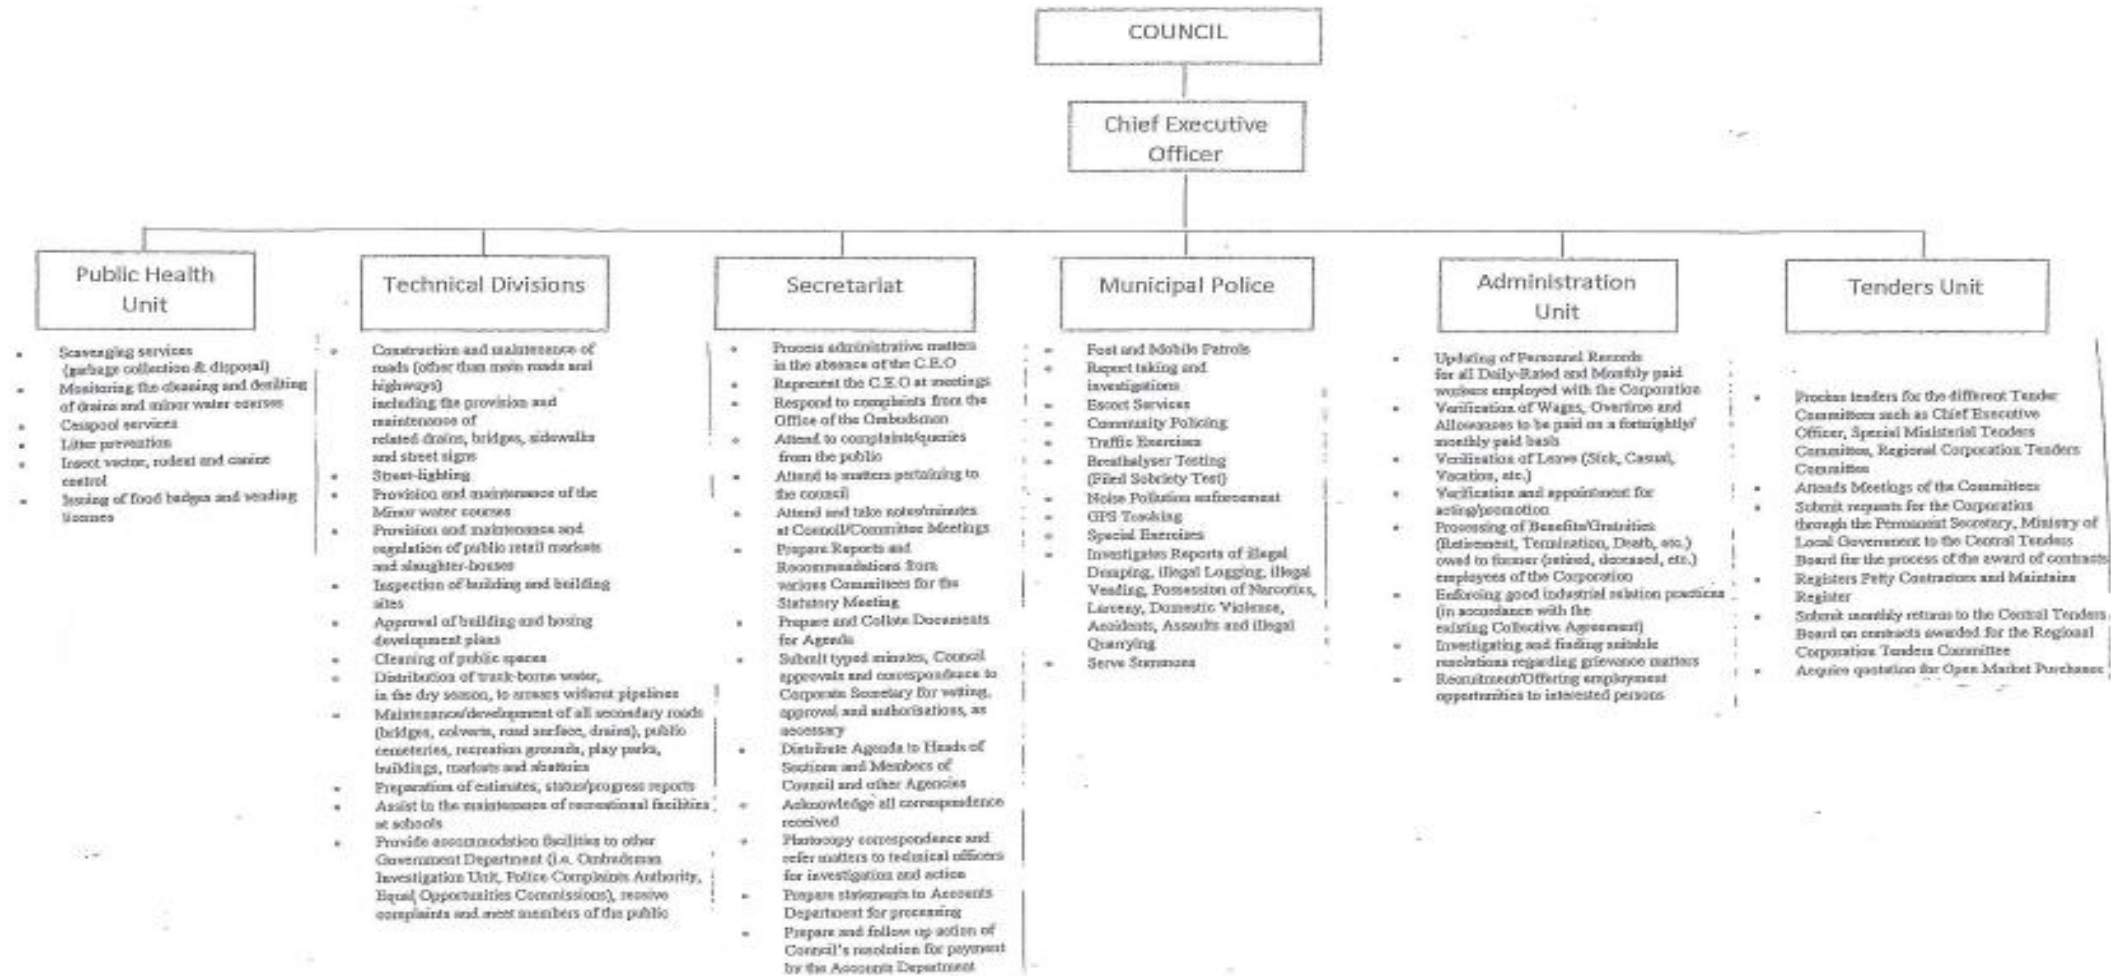 COUNCIL
Chief Executive
Officer
Public Health
Unit
Scavenging services
(garbage collection & disposal)
Monitoring the cleaning and desilting
of drains and minor water courses
Cesspool services
Litter prevention
Insect vector, rodent and canine
control
Issuing of food badges and vending
licenses
Technical Divisions
Construction and maintenance of
roads (other than main roads and
highways)
including the provision and
maintenance of
related drains, bridges, sidewalks
and street signs
Street-lighting
Provision and maintenance of the
Minor water courses
Provision and maintenance and
regulation of public retail markets
and slaughter-houses
Inspection of building and building
sites
Approval of building and hosing
development plans
Cleaning of public spaces
Distribution of truck-borne water,
in the dry season, to arears without pipelines
Maintenance/development of all secondary roads
(bridges, culverts, road surface, drains), public
cemeteries, recreation grounds, play parks,
buildings, markets and abattoirs
Preparation of estimates, status/progress reports
Assist in the maintenance of recreational facilities
at schools
Provide accommodation facilities to other
Government Department (i.e. Ombudsman
Investigation Unit, Police Complaints Authority,
Equal Opportunities Commissions), receive
complaints and meet members of the public
Secretariat
Process administrative matters
in the absence of the C.E.O
Represent the C.E.O at meetings
Respond to complaints from the
Office of the Ombudsman
Attend to complaints/queries
from the public
Attend to matters pertaining to
the council
Attend and take notes/minutes
at Council/Committee Meetings
Prepare Reports and
Recommendations from
various Committees for the
Statutory Meeting
Prepare and Collate Documents
for Agenda
Submit typed minutes, Council
approvals and correspondence to
Corporate Secretary for vetting,
approval and authorisations, as
necessary
Distribute Agenda to Heads of
Sections and Members of
Council and other Agencies
Acknowledge all correspondence
received
Photocopy correspondence and
refer matters to technical officers
for investigation and action
Prepare statements to Accounts
Department for processing
Prepare and follow up action of
Council's resolution for payment
by the Accounts Department
Municipal Police
Foot and Mobile Patrols
Report taking and
investigations
Escort Services
Community Policing
Traffic Exercises
Breathalyser Testing
(Filed Sobriety Test)
Noise Pollution enforcement
GPS Tracking
Special Exercises
Investigates Reports of illegal
Dumping, illegal Logging, illegal
Vending, Possession of Narcotics,
Larceny, Domestic Violence,
Accidents, Assaults and illegal
Quarrying
Serve Summons
Administration
Unit
Updating of Personnel Records
for all Daily-Rated and Monthly paid
workers employed with the Corporation
Verification of Wages, Overtime and
Allowances to be paid on a fortnightly/
monthly paid basis
Verification of Leave (Sick, Casual,
Vacation, etc.)
Verification and appointment for
acting/promotion
Processing of Benefits/Gratuities
(Retirement, Termination, Death, etc.)
owed to former (retired, deceased, etc.)
employees of the Corporation
Enforcing good industrial relation practices
(in accordance with the
existing Collective Agreement)
Investigating and finding suitable
resolutions regarding grievance matters
Recruitment/Offering employment
opportunities to interested persons
Tenders Unit
Process tenders for the different Tender
Committees such as Chief Executive
Officer, Special Ministerial Tenders
Committee, Regional Corporation Tenders
Committee
Attends Meetings of the Committees
Submit requests for the Corporation
through the Permanent Secretary, Ministry of
Local Government to the Central Tenders
Board for the process of the award of contracts
Registers Petty Contractors and Maintains
Register
Submit monthly returns to the Central Tenders
Board on contracts awarded for the Regional
Corporation Tenders Committee
Acquire quotation for Open Market Purchases